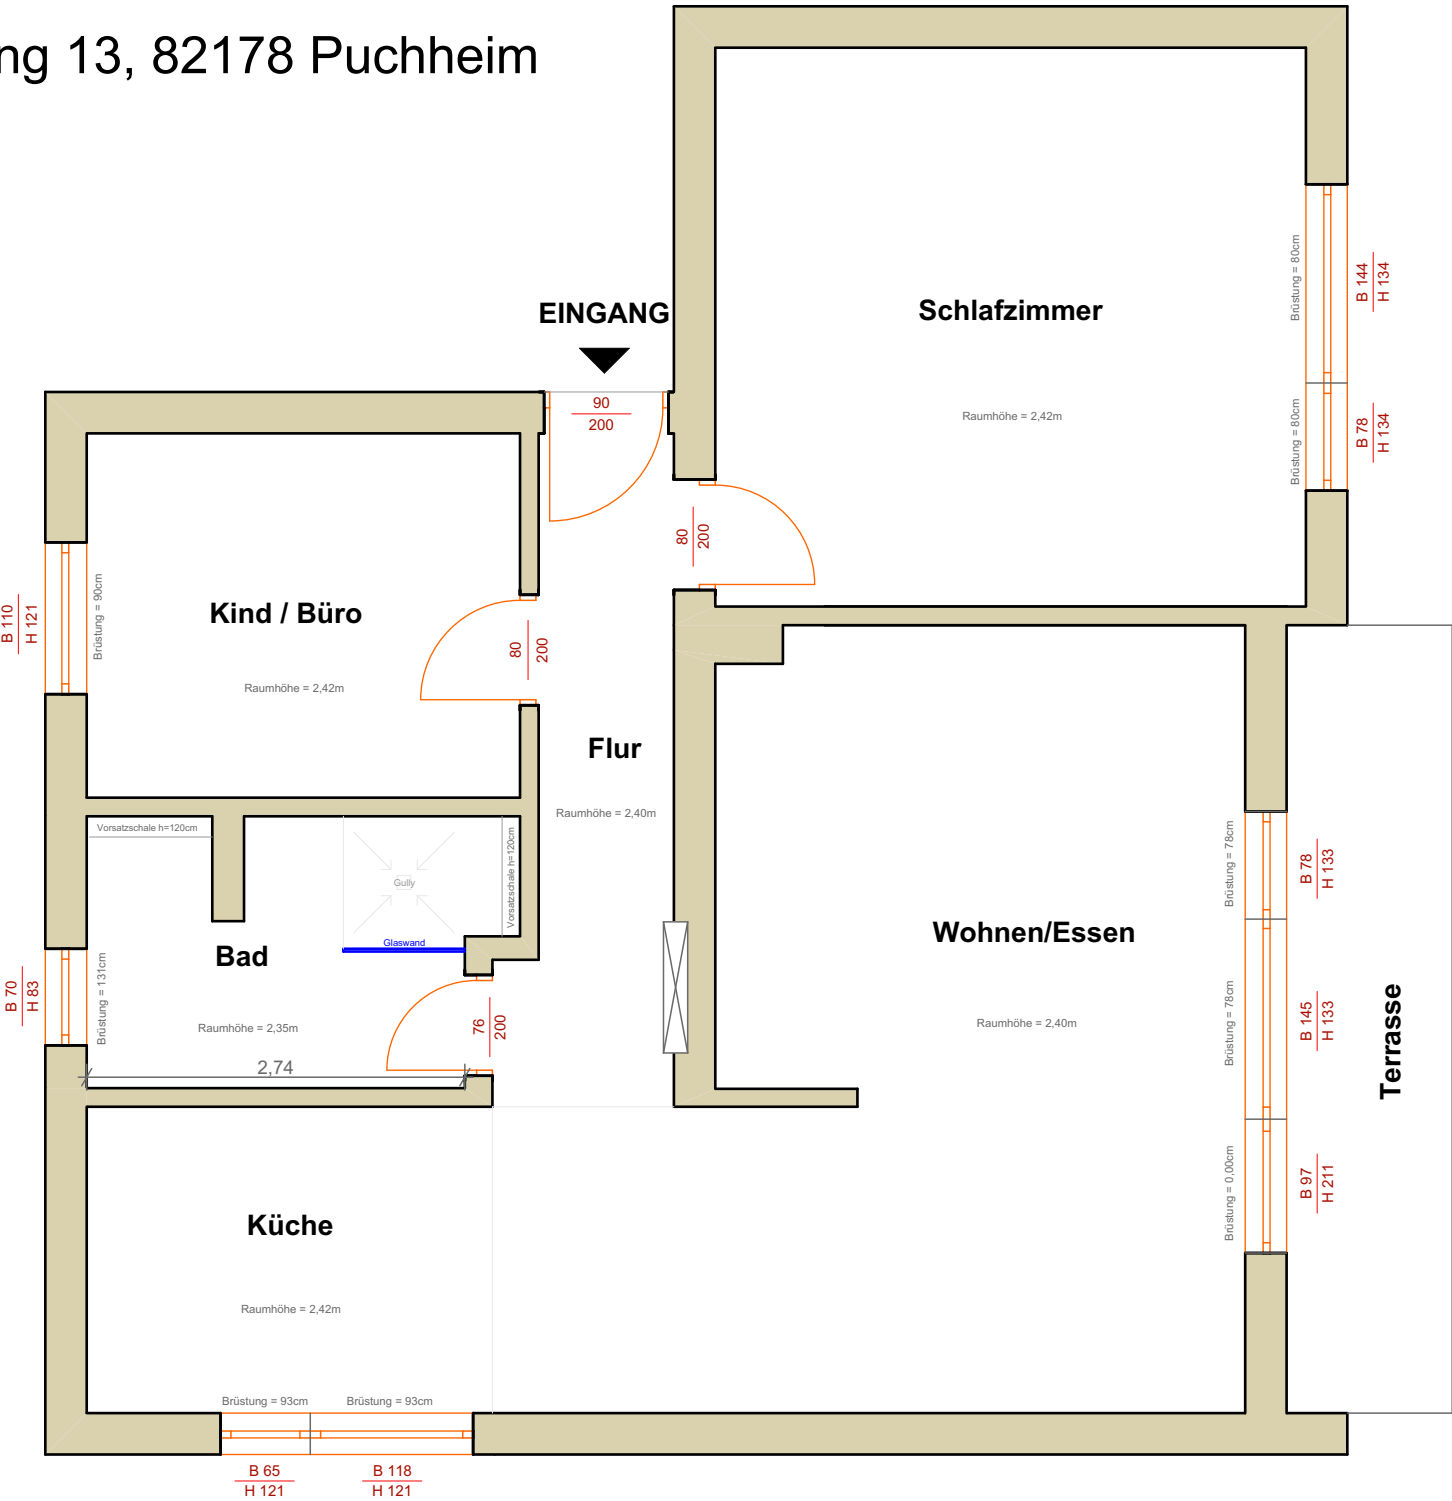 ng 13, 82178 Puchheim
EINGANG
90
200
Schlafzimmer
Raumhöhe = 2,42m
Brüstung = 80cm
B 144
H 134
Brüstung = 80cm
B 78
H 134
80
200
Kind / Büro
Raumhöhe = 2,42m
Brüstung = 90cm
B 110
H 121
80
200
Flur
Raumhöhe = 2,40m
Vorsatzschale h=120cm
Vorsatzschale h=120cm
Gully
Glaswand
Bad
Raumhöhe = 2,35m
2,74
Brüstung = 131cm
B 70
H 83
76
200
Wohnen/Essen
Raumhöhe = 2,40m
Brüstung = 78cm
B 78
H 133
Brüstung = 78cm
B 145
H 133
Brüstung = 0,00cm
B 97
H 211
Terrasse
Küche
Raumhöhe = 2,42m
Brüstung = 93cm
Brüstung = 93cm
B 65
H 121
B 118
H 121